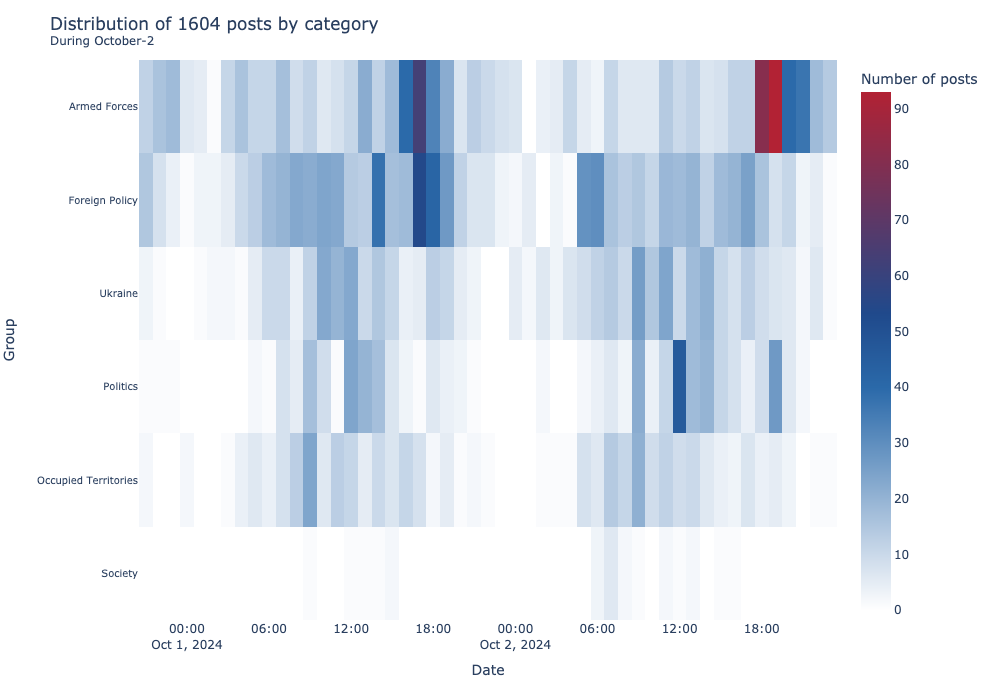 Distribution of 1604 posts by category
During October-2
Number of posts
90
80
70
60
50
40
30
20
10
0
Group
Armed Forces
Foreign Policy
Ukraine
Politics
Occupied Territories
Society
00:00 06:00 12:00 18:00 00:00 06:00 12:00 18:00
Oct 1, 2024 Oct 2, 2024
Date